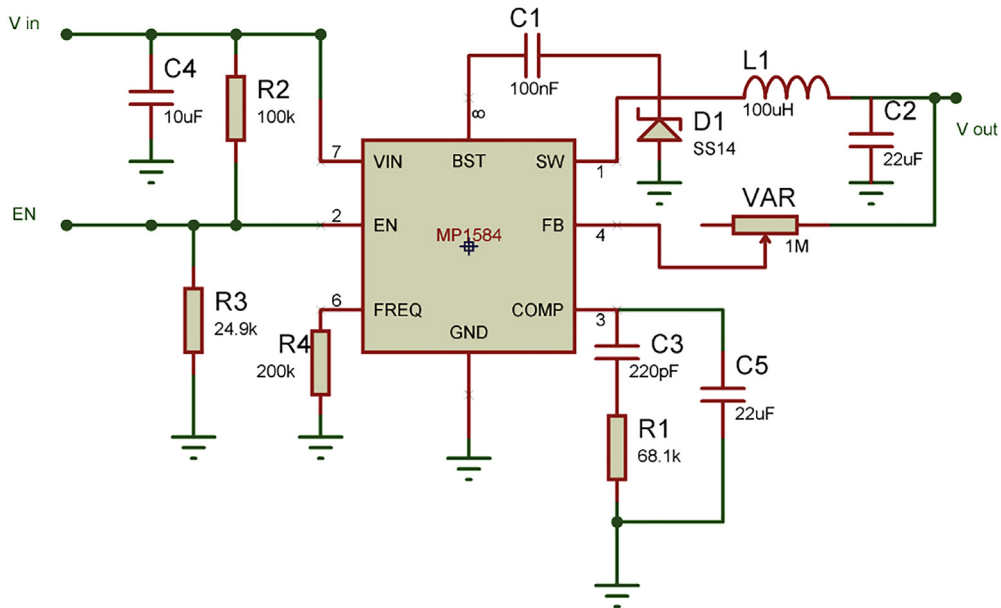 V in
C4
10uF
R2
100k
C1
100nF
L1
100uH
D1
SS14
C2
22uF
V out
8
7
VIN
BST
SW
1
EN
2
EN
MP1584
FB
4
VAR
1M
R3
24.9k
6
FREQ
GND
COMP
3
R4
200k
C3
220pF
C5
22uF
R1
68.1k